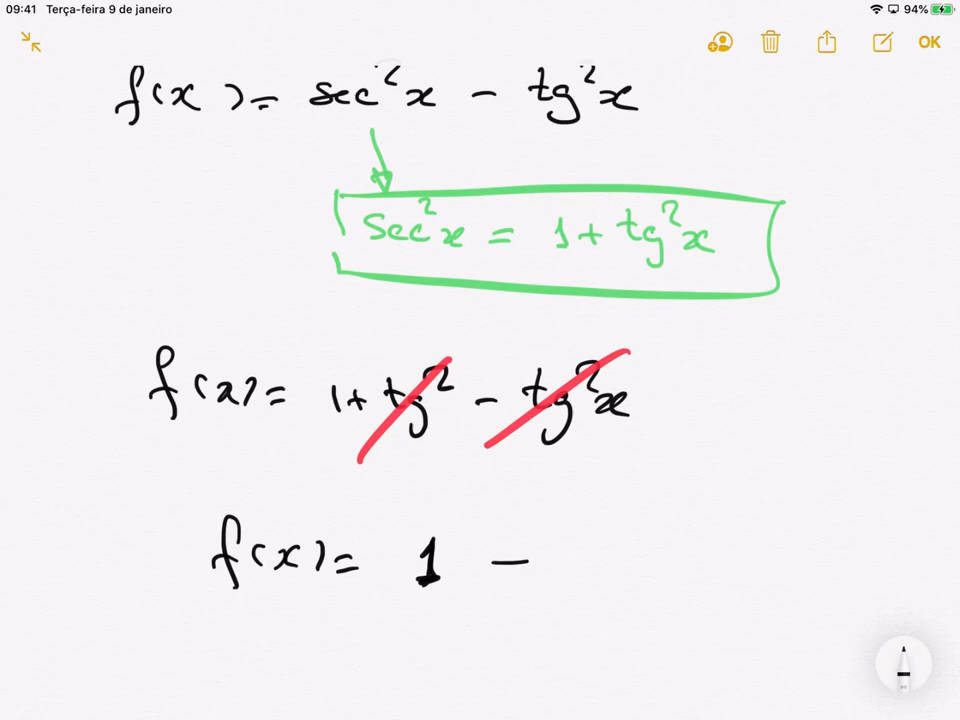 09:41 Terça-feira 9 de janeiro 94%
OK
f(x) = sec²x - tg²x
sec²x = 1 + tg²x
f(x) = 1 + tg² - tg²x
f(x) = 1 -